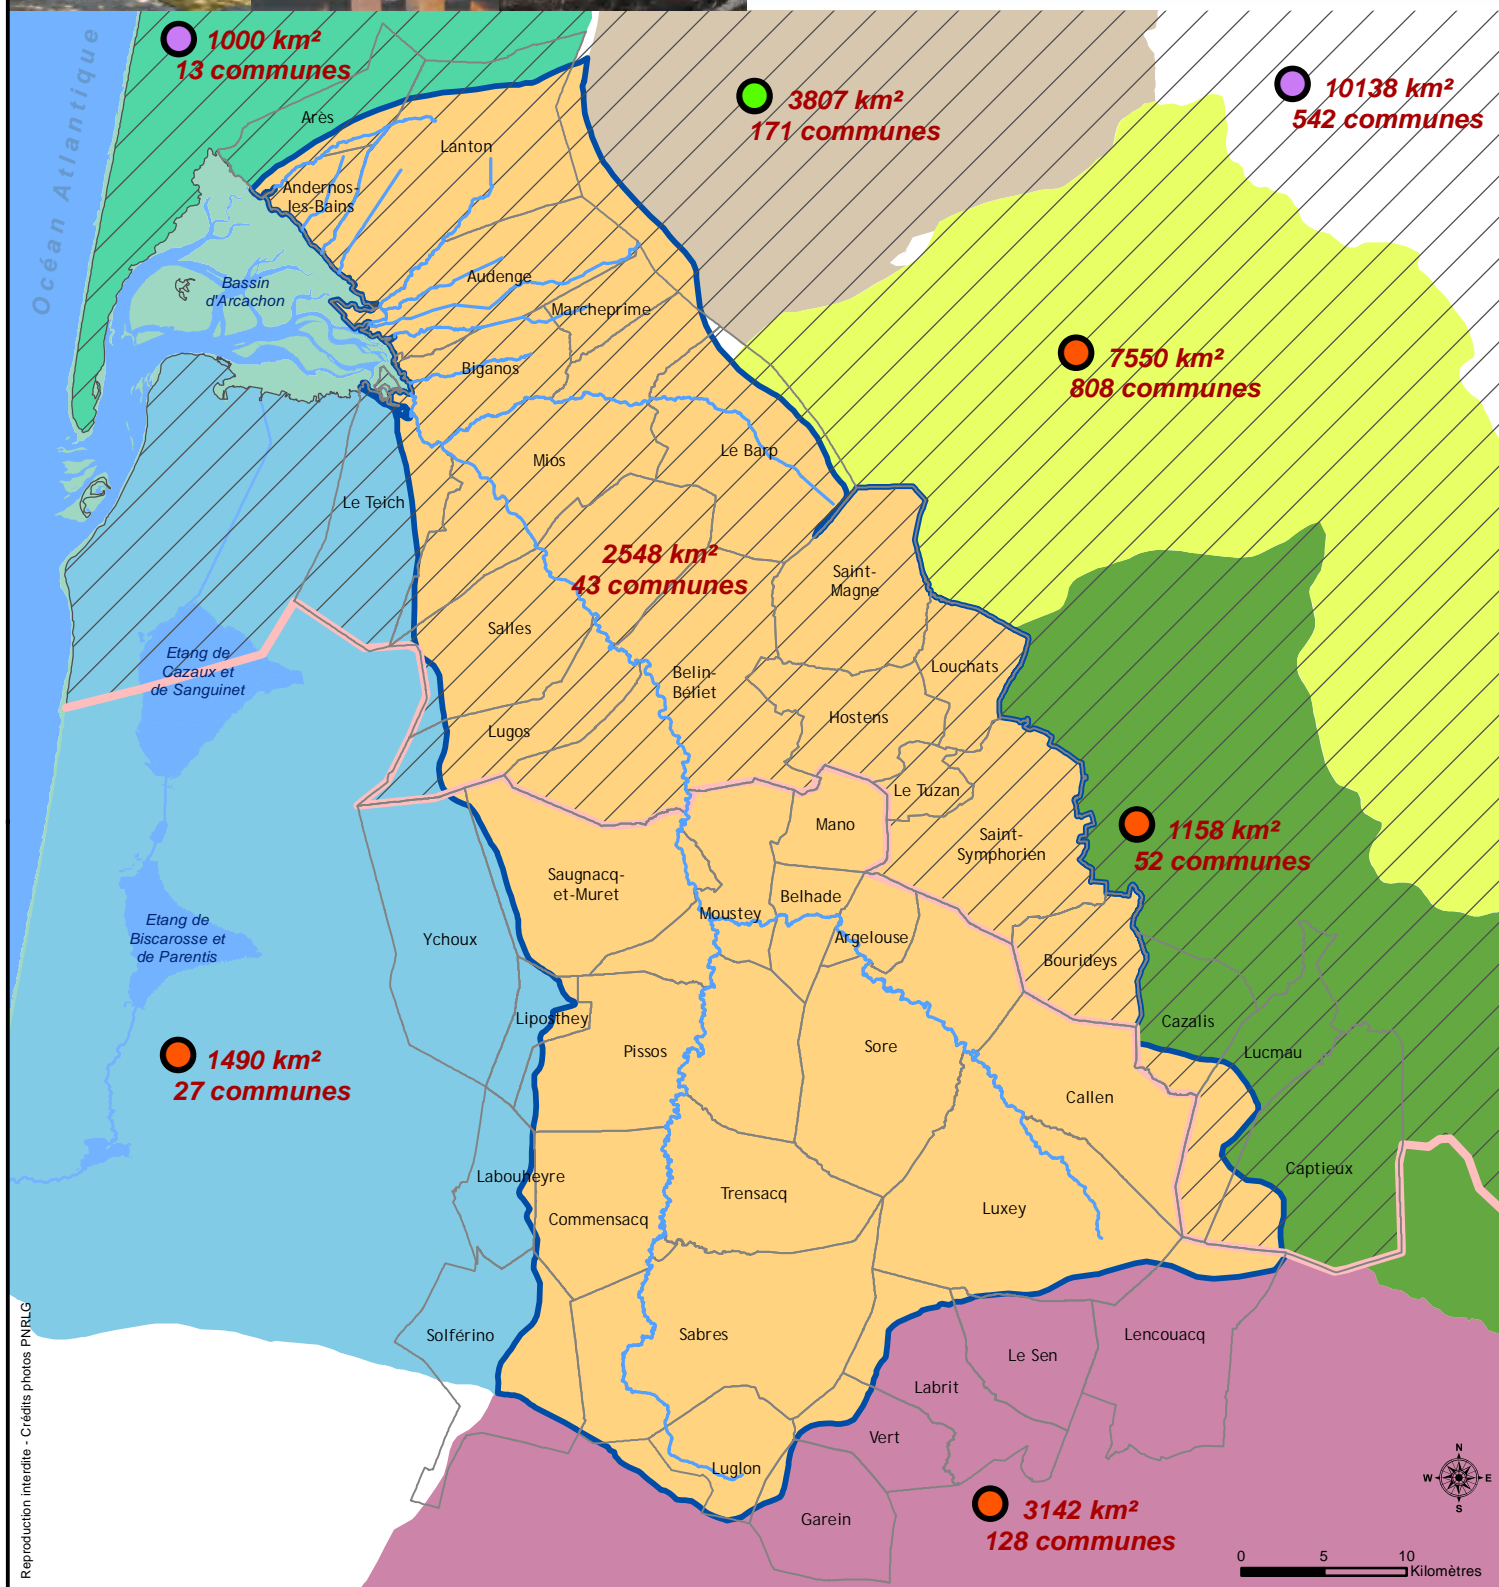 Océan Atlantique
1000 km²
13 communes
3807 km²
171 communes
10138 km²
542 communes
Arès
Lanton
Andernos-
les-Bains
Bassin
d'Arcachon
Audenge
Marcheprime
Biganos
7550 km²
808 communes
Mios
Le Barp
Le Teich
2548 km²
43 communes
Saint-
Magne
Salles
Etang de
Cazaux et
de Sanguinet
Belin-
Béliet
Louchats
Lugos
Hostens
Le Tuzan
Mano
Saint-
Symphorien
1158 km²
52 communes
Saugnacq-
et-Muret
Belhade
Moustey
Etang de
Biscarosse et
de Parentis
Ychoux
Argelouse
Bourideys
Liposthey
Cazalis
1490 km²
27 communes
Pissos
Sore
Lucmau
Callen
Labouheyre
Captieux
Trensacq
Commensacq
Luxey
Solférino
Sabres
Le Sen
Lencouacq
Labrit
Vert
Luglon
Garein
3142 km²
128 communes
N
W E
S
0 5 10
Kilomètres
Reproduction interdite - Crédits photos PNRLG